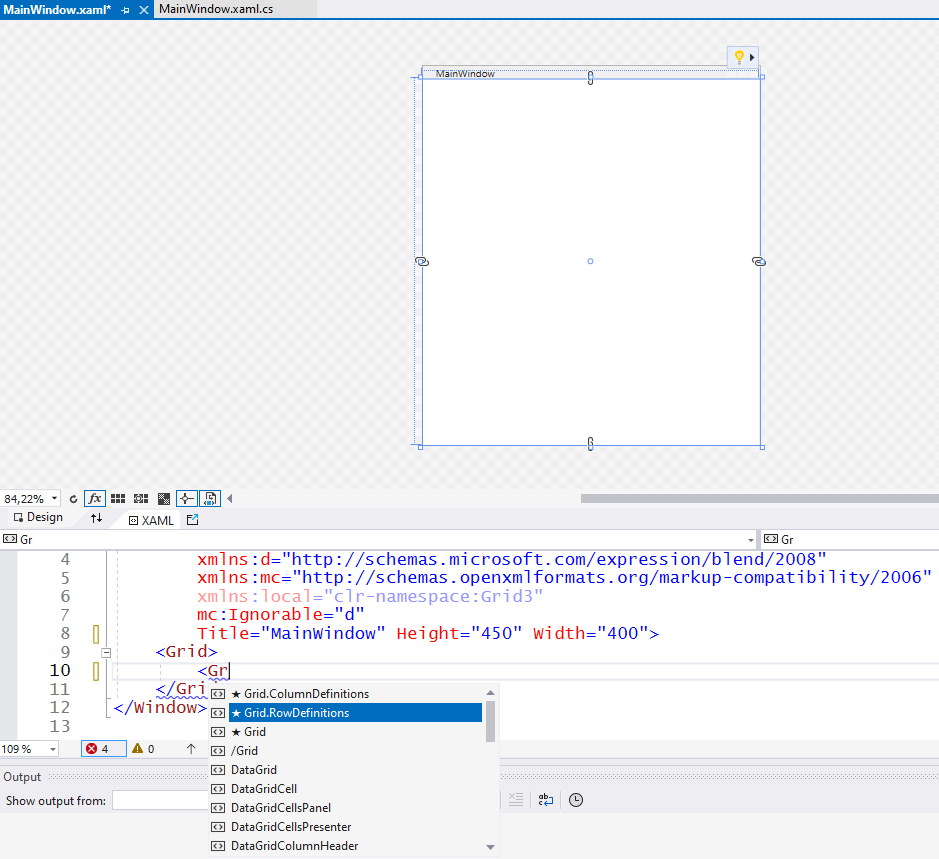 MainWindow.xaml* MainWindow.xaml.cs
MainWindow
84,22% fx
Design XAML
Gr Gr
4 xmlns:d="http://schemas.microsoft.com/expression/blend/2008"
5 xmlns:mc="http://schemas.openxmlformats.org/markup-compatibility/2006"
6 xmlns:local="clr-namespace:Grid3"
7 mc:Ignorable="d"
8 Title="MainWindow" Height="450" Width="400">
9 <Grid>
10 <Gr
11 </Gri
12 </Window>
13
★ Grid.ColumnDefinitions
★ Grid.RowDefinitions
★ Grid
/Grid
DataGrid
DataGridCell
DataGridCellsPanel
DataGridCellsPresenter
DataGridColumnHeader
109 % 4 0
Output
Show output from: